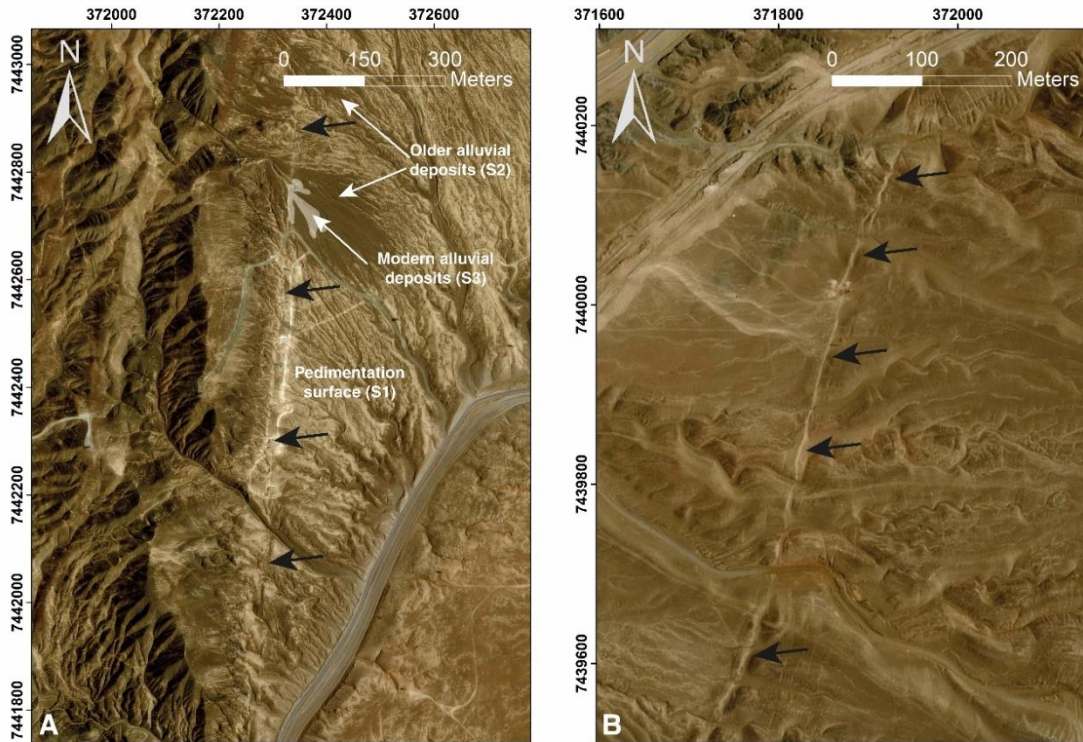 372000 372200 372400 372600
7443000
7442800
7442600
7442400
7442200
7442000
7441800
N
0 150 300
Meters
Older alluvial
deposits (S2)
Modern alluvial
deposits (S3)
Pedimentation
surface (S1)
A
371600 371800 372000
7440200
7440000
7439800
7439600
N
0 100 200
Meters
B